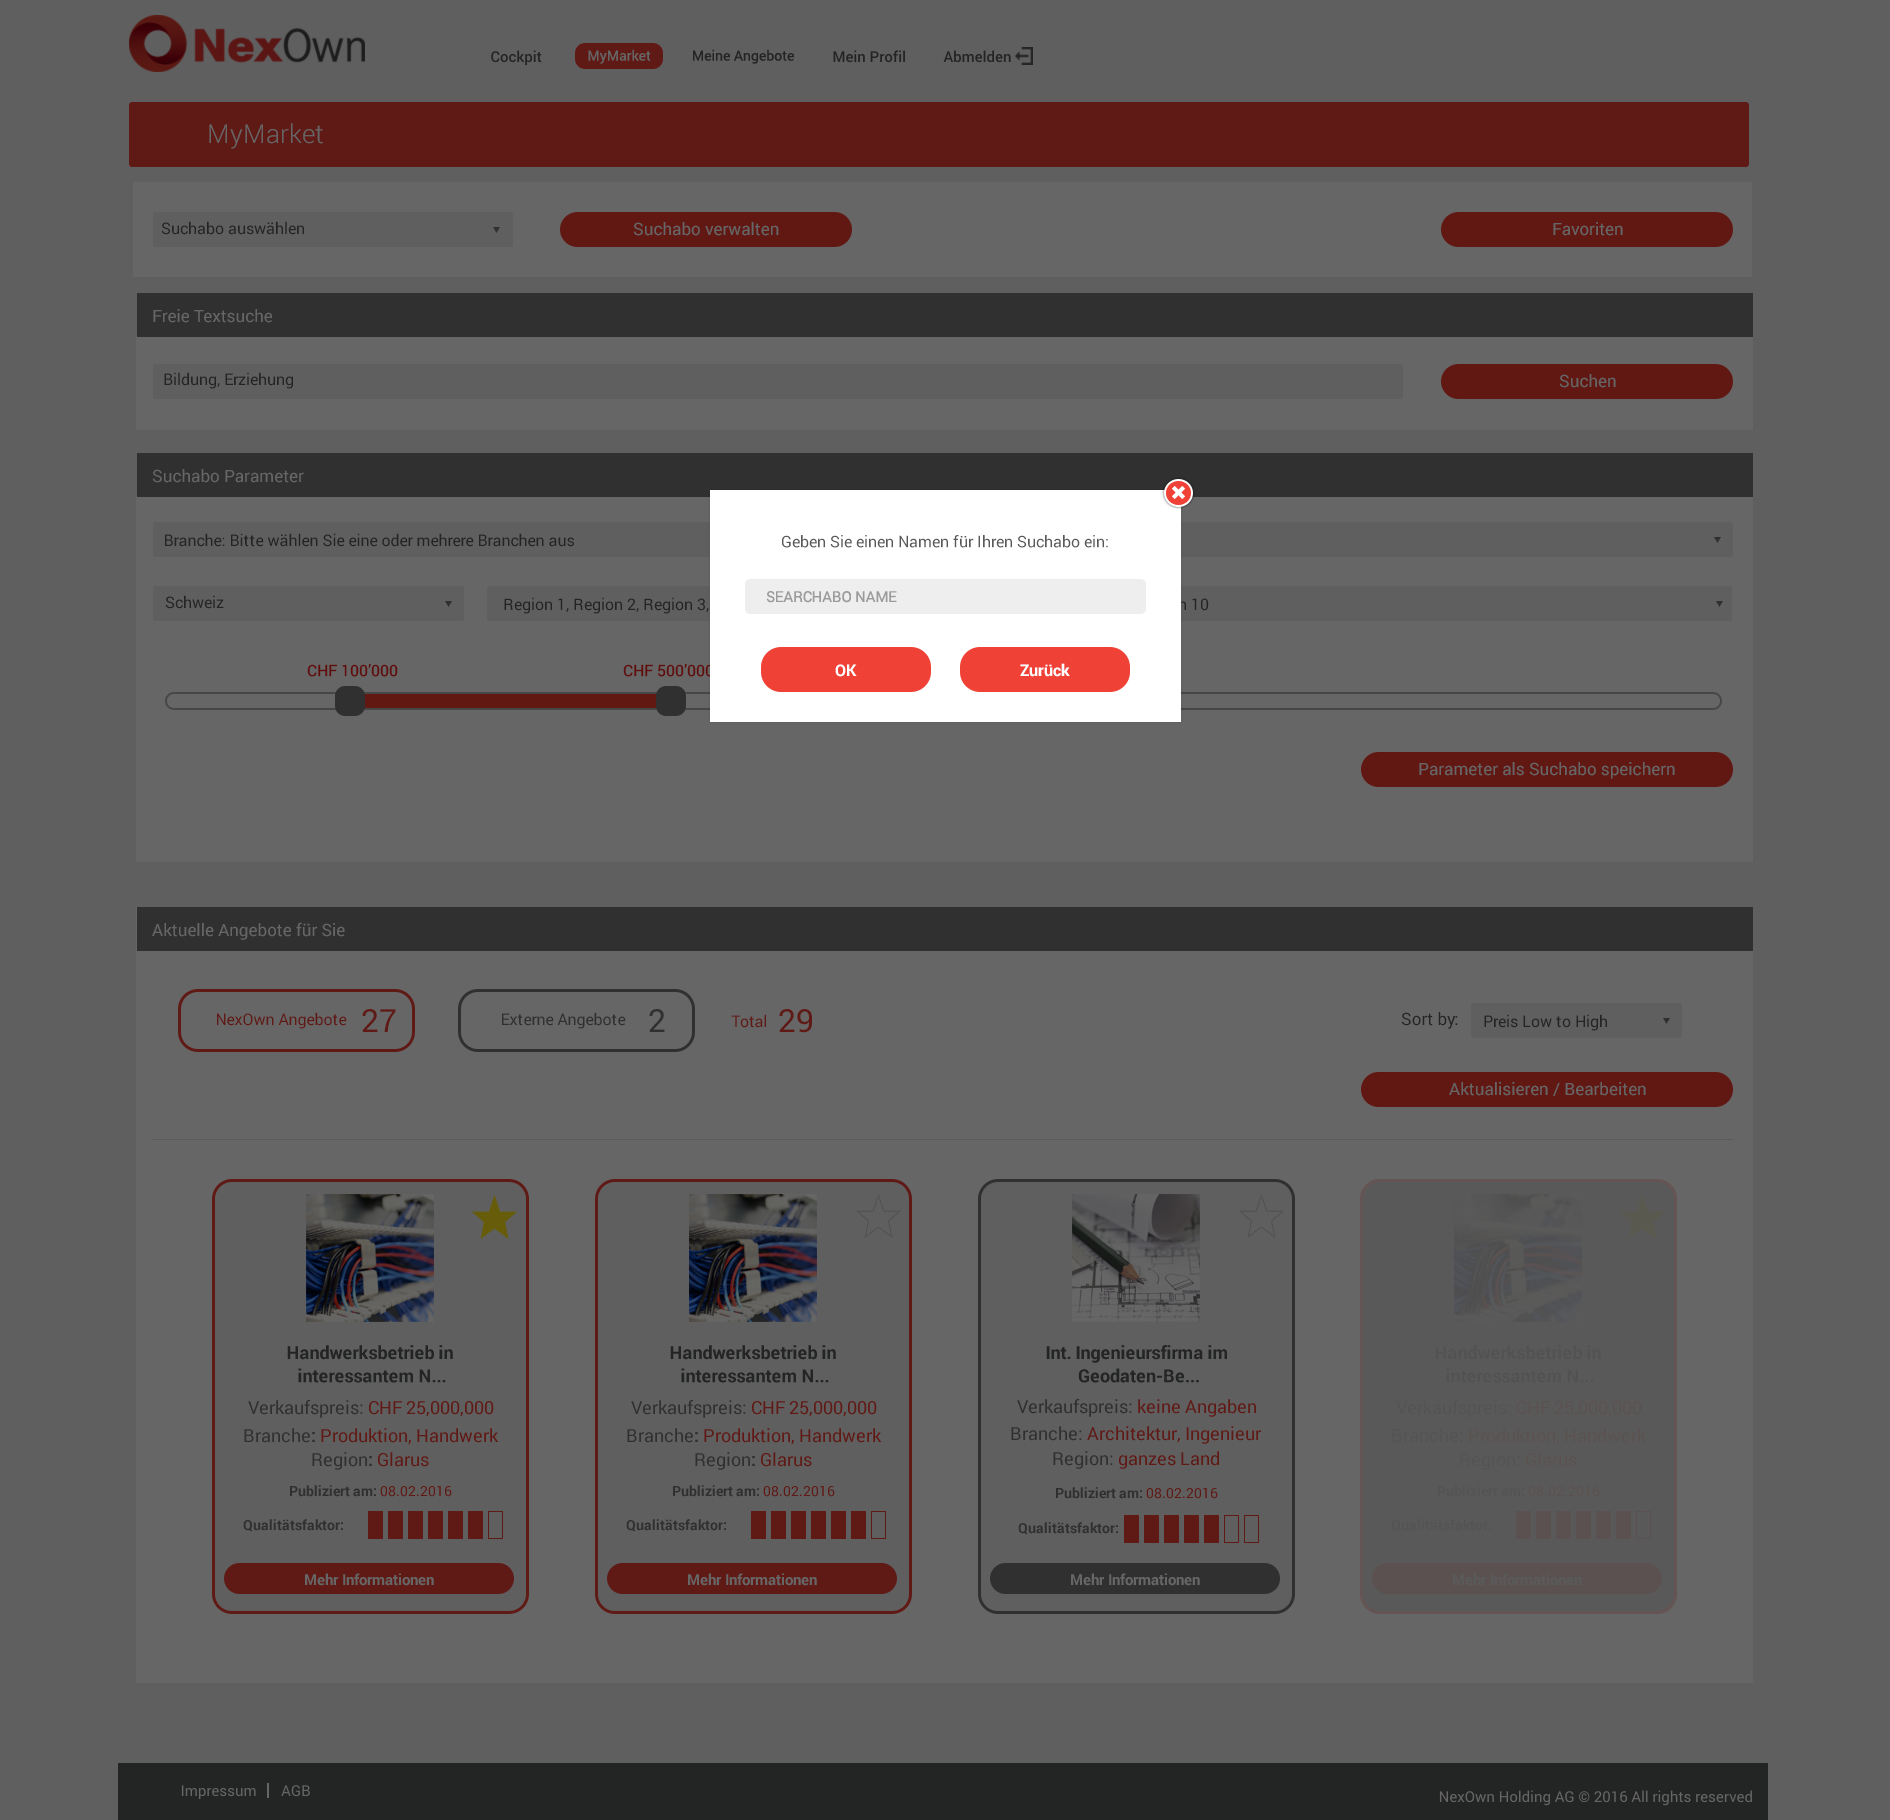 NexOwn
Cockpit MyMarket Meine Angebote Mein Profil Abmelden
MyMarket
Suchabo auswählen Suchabo verwalten Favoriten
Freie Textsuche
Bildung, Erziehung Suchen
Suchabo Parameter
Branche: Bitte wählen Sie eine oder mehrere Branchen aus
Geben Sie einen Namen für Ihren Suchabo ein:
SEARCHABO NAME
OK Zurück
Schweiz Region 1, Region 2, Region 3, 10
CHF 100'000 CHF 500'000
Parameter als Suchabo speichern
Aktuelle Angebote für Sie
NexOwn Angebote 27 Externe Angebote 2 Total 29 Sort by: Preis Low to High
Aktualisieren / Bearbeiten
Handwerksbetrieb in
interessantem N...
Verkaufspreis: CHF 25,000,000
Branche: Produktion, Handwerk
Region: Glarus
Publiziert am: 08.02.2016
Qualitätsfaktor:
Mehr Informationen
Handwerksbetrieb in
interessantem N...
Verkaufspreis: CHF 25,000,000
Branche: Produktion, Handwerk
Region: Glarus
Publiziert am: 08.02.2016
Qualitätsfaktor:
Mehr Informationen
Int. Ingenieursfirma im
Geodaten-Be...
Verkaufspreis: keine Angaben
Branche: Architektur, Ingenieur
Region: ganzes Land
Publiziert am: 08.02.2016
Qualitätsfaktor:
Mehr Informationen
Handwerksbetrieb in
interessantem N...
Verkaufspreis: CHF 25,000,000
Branche: Produktion, Handwerk
Region: Glarus
Publiziert am: 08.02.2016
Qualitätsfaktor:
Mehr Informationen
Impressum | AGB
NexOwn Holding AG © 2016 All rights reserved